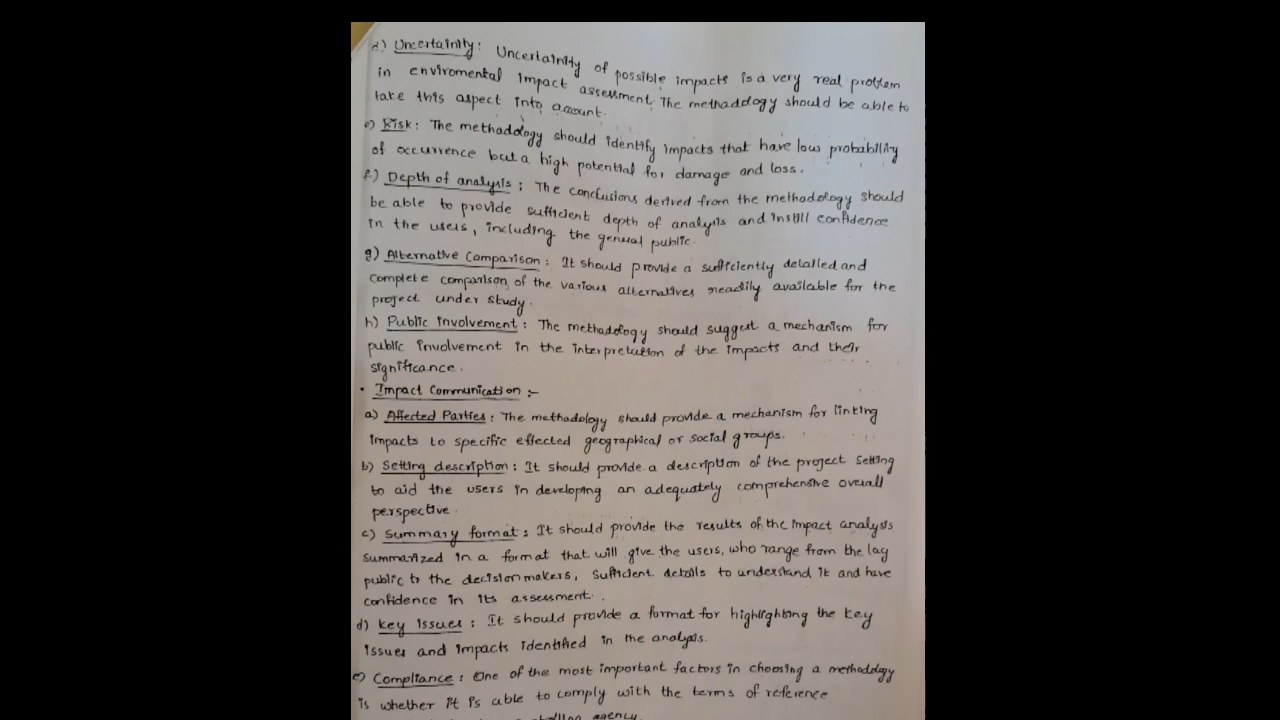 d) Uncertainity: Uncertainity of possible impacts is a very real problem
in enviromental impact assessment. The methadology should be able to
take this aspect into account.
e) Risk: The methadology should identify impacts that have low probability
of occurrence but a high potential for damage and loss.
f.) Depth of analysis: The conclusions derived from the methadology should
be able to provide sufficient depth of analysis and instill confidence
in the users, including the general public.
g) Alternative Comparison: It should provide a sufficiently detailed and
complete comparison of the various alternatives readily available for the
project under study.
h) Public involvement: The methadology should suggest a mechanism for
public involvement in the interpretation of the impacts and their
significance.
• Impact Communication:-
a) Affected Parties: The methadology should provide a mechanism for linking
impacts to specific effected geographical or social groups.
b) Setting description: It should provide a description of the project setting
to aid the users in developing an adequately comprehensive overall
perspective.
c) Summary format: It should provide the results of the impact analysis
summarized in a format that will give the users, who range from the lay
public to the decision makers, sufficient details to understand it and have
confidence in its assessment.
d) Key Issues: It should provide a format for highlighting the key
issues and impacts identified in the analysis.
e) Compliance: One of the most important factors in choosing a methodology
is whether it is able to comply with the terms of reference
agency.